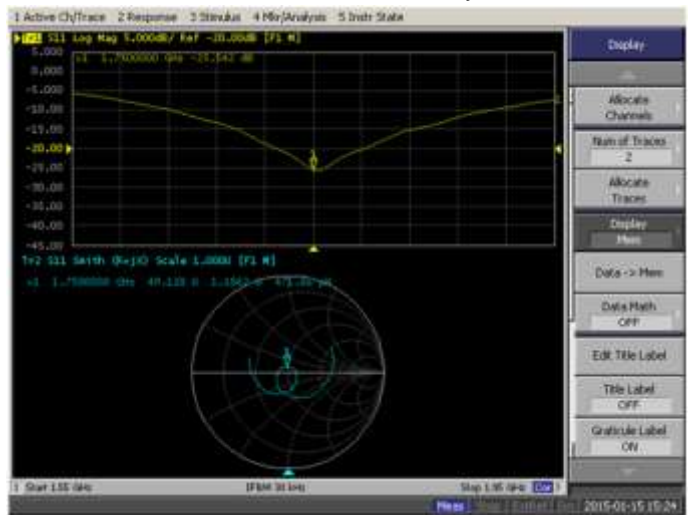 1 Active Ch/Trace 2 Response 3 Stimulus 4 Mkr/Analysis 5 Instr State
Tr1 S11 Log Mag 5.000dB/ Ref -20.00dB [F1 M]
5.000
0.000
-5.000
-10.00
-15.00
-20.00
-25.00
-30.00
-35.00
-40.00
-45.00
1.7500000 GHz
Tr2 S11 Smith (R+jX) Scale 1.000U [F1 M]
1 Start 1.55 GHz
Stop 1.95 GHz Cor
Display
Allocate
Channels
Num of Traces
2
Allocate
Traces
Display
Mem
Data -> Mem
Data Math
OFF
Edit Title Label
Title Label
OFF
Graticule Label
ON
Meas
2015-01-15 15:24